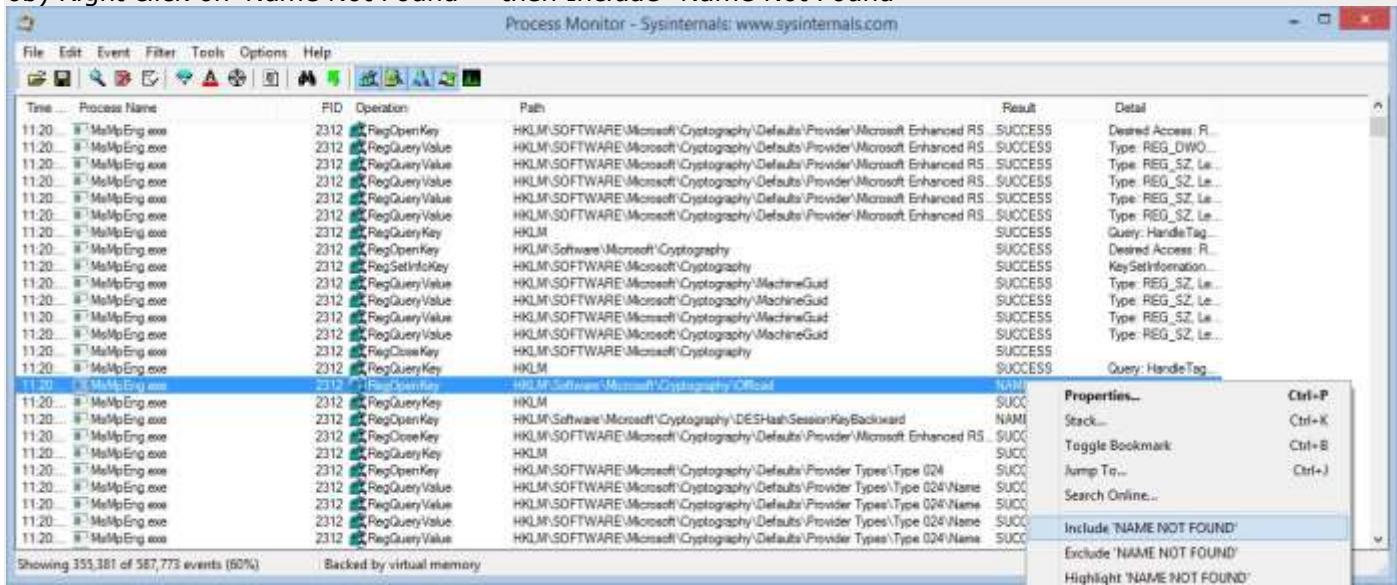 6b) Right Click on 'Name Not Found' – then Include 'Name Not Found'
Process Monitor - Sysinternals: www.sysinternals.com
File Edit Event Filter Tools Options Help
Time ... Process Name PID Operation Path Result Detail
11:20... MsMpEng.exe 2312 RegOpenKey HKLM\SOFTWARE\Microsoft\Cryptography\Defaults\Provider\Microsoft Enhanced RS... SUCCESS Desired Access: R...
11:20... MsMpEng.exe 2312 RegQueryValue HKLM\SOFTWARE\Microsoft\Cryptography\Defaults\Provider\Microsoft Enhanced RS... SUCCESS Type: REG_DWO...
11:20... MsMpEng.exe 2312 RegQueryValue HKLM\SOFTWARE\Microsoft\Cryptography\Defaults\Provider\Microsoft Enhanced RS... SUCCESS Type: REG_SZ, Le...
11:20... MsMpEng.exe 2312 RegQueryValue HKLM\SOFTWARE\Microsoft\Cryptography\Defaults\Provider\Microsoft Enhanced RS... SUCCESS Type: REG_SZ, Le...
11:20... MsMpEng.exe 2312 RegQueryValue HKLM\SOFTWARE\Microsoft\Cryptography\Defaults\Provider\Microsoft Enhanced RS... SUCCESS Type: REG_SZ, Le...
11:20... MsMpEng.exe 2312 RegQueryValue HKLM\SOFTWARE\Microsoft\Cryptography\Defaults\Provider\Microsoft Enhanced RS... SUCCESS Type: REG_SZ, Le...
11:20... MsMpEng.exe 2312 RegQueryKey HKLM SUCCESS Query: HandleTag...
11:20... MsMpEng.exe 2312 RegOpenKey HKLM\Software\Microsoft\Cryptography SUCCESS Desired Access: R...
11:20... MsMpEng.exe 2312 RegSetInfoKey HKLM\SOFTWARE\Microsoft\Cryptography SUCCESS KeySetInformation...
11:20... MsMpEng.exe 2312 RegQueryValue HKLM\SOFTWARE\Microsoft\Cryptography\MachineGuid SUCCESS Type: REG_SZ, Le...
11:20... MsMpEng.exe 2312 RegQueryValue HKLM\SOFTWARE\Microsoft\Cryptography\MachineGuid SUCCESS Type: REG_SZ, Le...
11:20... MsMpEng.exe 2312 RegQueryValue HKLM\SOFTWARE\Microsoft\Cryptography\MachineGuid SUCCESS Type: REG_SZ, Le...
11:20... MsMpEng.exe 2312 RegQueryValue HKLM\SOFTWARE\Microsoft\Cryptography\MachineGuid SUCCESS Type: REG_SZ, Le...
11:20... MsMpEng.exe 2312 RegCloseKey HKLM\SOFTWARE\Microsoft\Cryptography SUCCESS
11:20... MsMpEng.exe 2312 RegQueryKey HKLM SUCCESS Query: HandleTag...
11:20... MsMpEng.exe 2312 RegOpenKey HKLM\Software\Microsoft\Cryptography\Offload NAM
11:20... MsMpEng.exe 2312 RegQueryKey HKLM SUCC
11:20... MsMpEng.exe 2312 RegOpenKey HKLM\Software\Microsoft\Cryptography\DESHashSessionKeyBackward NAM
11:20... MsMpEng.exe 2312 RegCloseKey HKLM\SOFTWARE\Microsoft\Cryptography\Defaults\Provider\Microsoft Enhanced RS... SUCC
11:20... MsMpEng.exe 2312 RegQueryKey HKLM SUCC
11:20... MsMpEng.exe 2312 RegOpenKey HKLM\SOFTWARE\Microsoft\Cryptography\Defaults\Provider Types\Type 024 SUCC
11:20... MsMpEng.exe 2312 RegQueryValue HKLM\SOFTWARE\Microsoft\Cryptography\Defaults\Provider Types\Type 024\Name SUCC
11:20... MsMpEng.exe 2312 RegQueryValue HKLM\SOFTWARE\Microsoft\Cryptography\Defaults\Provider Types\Type 024\Name SUCC
11:20... MsMpEng.exe 2312 RegQueryValue HKLM\SOFTWARE\Microsoft\Cryptography\Defaults\Provider Types\Type 024\Name SUCC
11:20... MsMpEng.exe 2312 RegQueryValue HKLM\SOFTWARE\Microsoft\Cryptography\Defaults\Provider Types\Type 024\Name SUCC
Properties... Ctrl+P
Stack... Ctrl+K
Toggle Bookmark Ctrl+B
Jump To... Ctrl+J
Search Online...
Include 'NAME NOT FOUND'
Exclude 'NAME NOT FOUND'
Highlight 'NAME NOT FOUND'
Showing 355,381 of 587,773 events (60%) Backed by virtual memory